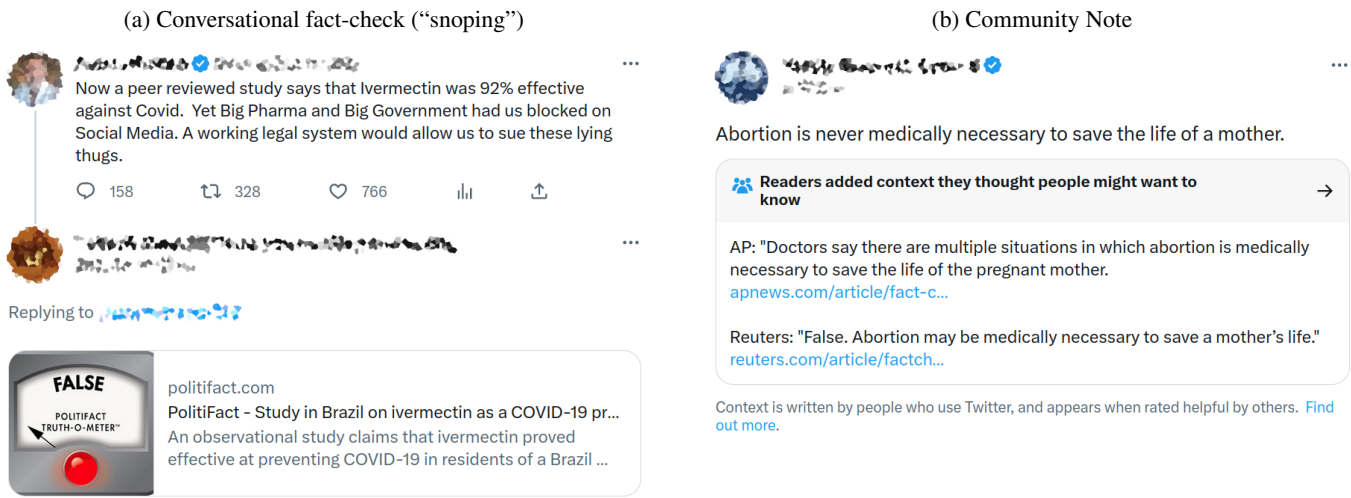 (a) Conversational fact-check (“snoping”)
Now a peer reviewed study says that Ivermectin was 92% effective
against Covid.  Yet Big Pharma and Big Government had us blocked on
Social Media. A working legal system would allow us to sue these lying
thugs.
158 328 766
Replying to
FALSE
POLITIFACT
TRUTH-O-METER™
politifact.com
PolitiFact - Study in Brazil on ivermectin as a COVID-19 pr...
An observational study claims that ivermectin proved
effective at preventing COVID-19 in residents of a Brazil ...
(b) Community Note
Abortion is never medically necessary to save the life of a mother.
Readers added context they thought people might want to
know
AP: "Doctors say there are multiple situations in which abortion is medically
necessary to save the life of the pregnant mother.
apnews.com/article/fact-c...
Reuters: "False. Abortion may be medically necessary to save a mother’s life."
reuters.com/article/factch...
Context is written by people who use Twitter, and appears when rated helpful by others.  Find
out more.